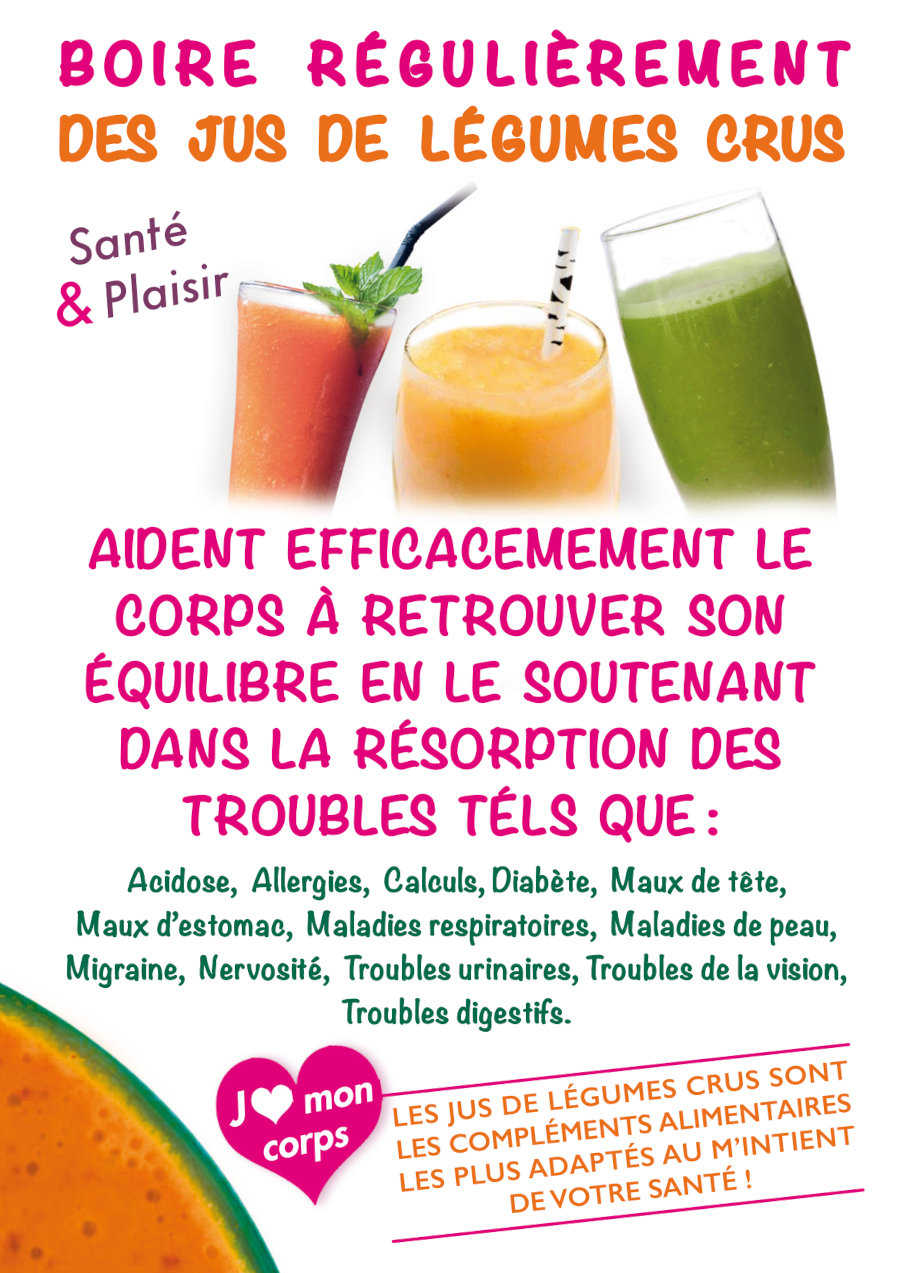 BOIRE RÉGULIÈREMENT
DES JUS DE LÉGUMES CRUS
Santé
& Plaisir
AIDENT EFFICACEMEMENT LE
CORPS À RETROUVER SON
ÉQUILIBRE EN LE SOUTENANT
DANS LA RÉSORPTION DES
TROUBLES TÉLS QUE :
Acidose, Allergies, Calculs, Diabète, Maux de tête,
Maux d'estomac, Maladies respiratoires, Maladies de peau,
Migraine, Nervosité, Troubles urinaires, Troubles de la vision,
Troubles digestifs.
J ♥ mon
corps
LES JUS DE LÉGUMES CRUS SONT
LES COMPLÉMENTS ALIMENTAIRES
LES PLUS ADAPTÉS AU M'INTIENT
DE VOTRE SANTÉ !